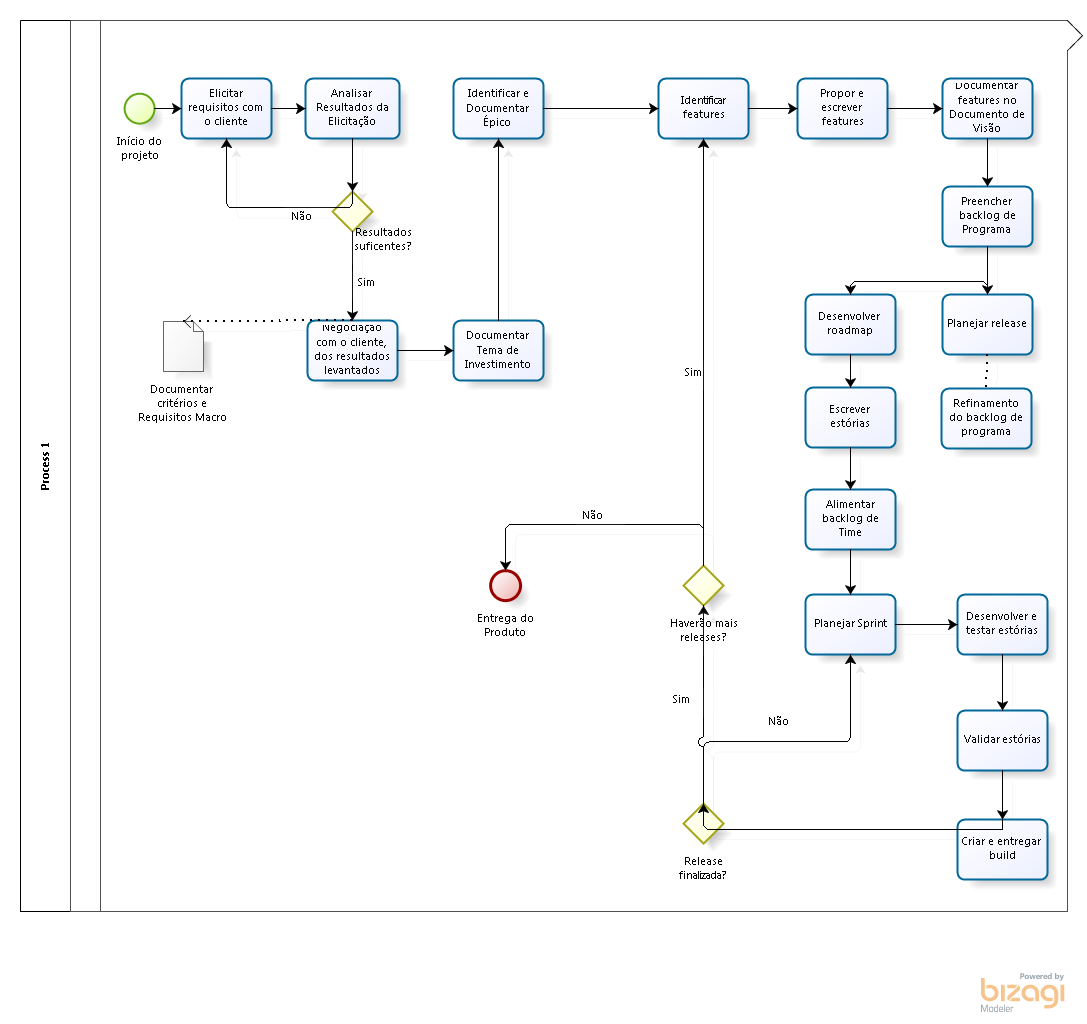 Process 1
Início do
projeto
Elicitar
requisitos com
o cliente
Analisar
Resultados da
Elicitação
Identificar e
Documentar
Épico
Identificar
features
Propor e
escrever
features
Documentar
features no
Documento de
Visão
Não
Resultados
suficentes?
Preencher
backlog de
Programa
Sim
Negociação
com o cliente,
dos resultados
levantados
Documentar
Tema de
Investimento
Desenvolver
roadmap
Planejar release
Documentar
critérios e
Requisitos Macro
Sim
Escrever
estórias
Refinamento
do backlog de
programa
Alimentar
backlog de
Time
Não
Entrega do
Produto
Haverão mais
releases?
Planejar Sprint
Desenvolver e
testar estórias
Sim
Não
Validar estórias
Release
finalizada?
Criar e entregar
build
Powered by
bizagi
Modeler